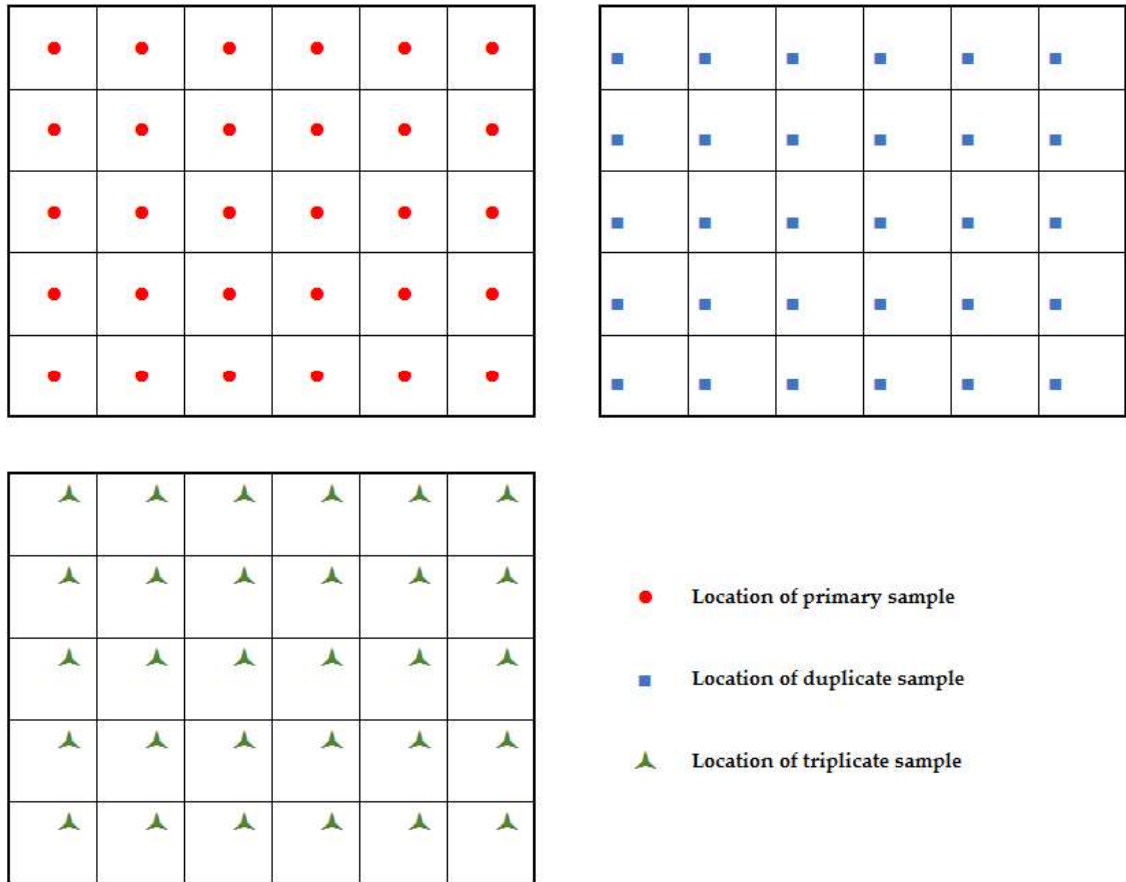 Location of primary sample
Location of duplicate sample
Location of triplicate sample